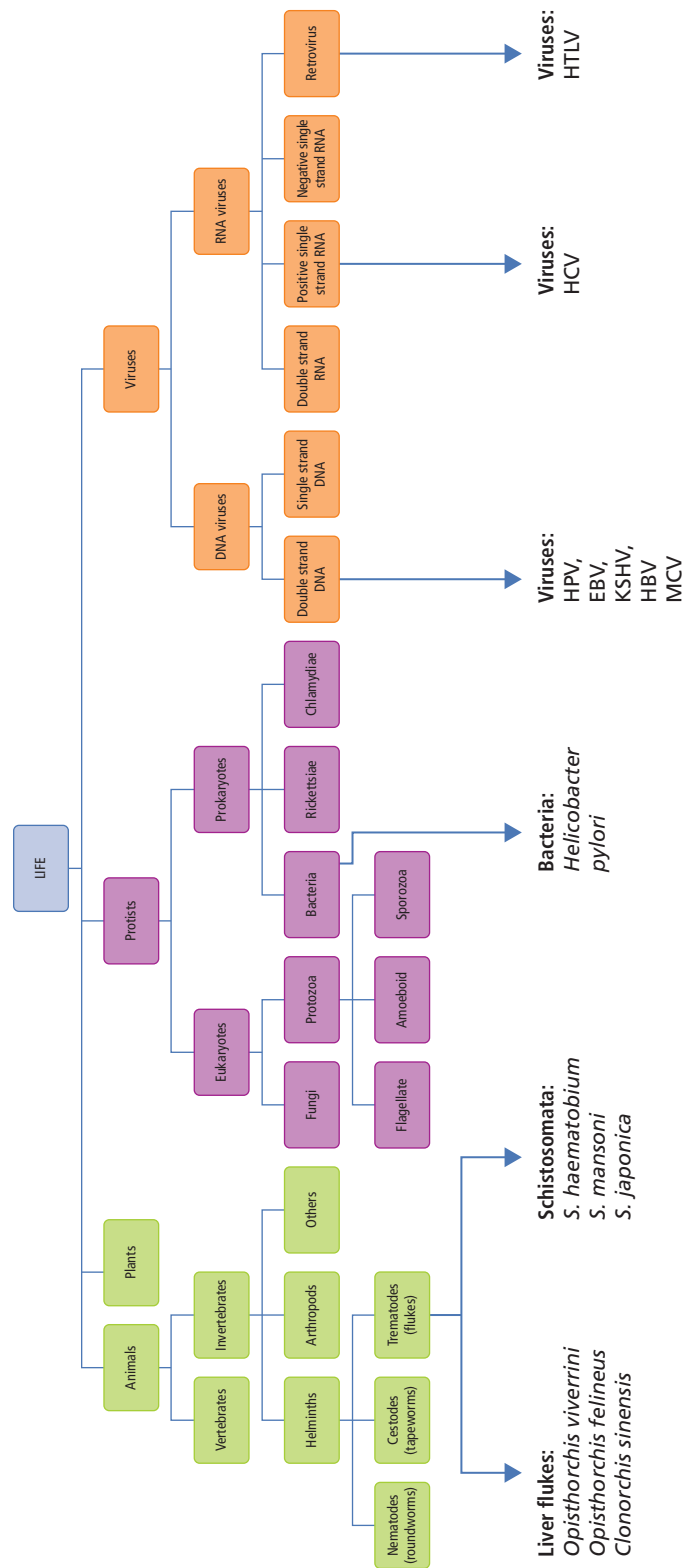 LIFE
Animals
Plants
Protists
Viruses
Vertebrates
Invertebrates
Eukaryotes
Prokaryotes
DNA viruses
RNA viruses
Helminths
Arthropods
Others
Fungi
Protozoa
Bacteria
Rickettsiae
Chlamydiae
Double strand
DNA
Single strand
DNA
Double strand
RNA
Positive single
strand RNA
Negative single
strand RNA
Retrovirus
Nematodes
(roundworms)
Cestodes
(tapeworms)
Trematodes
(flukes)
Flagellate
Amoeboid
Sporozoa
Liver flukes:
Opisthorchis viverrini
Opisthorchis felineus
Clonorchis sinensis
Schistosomata:
S. haematobium
S. mansoni
S. japonica
Bacteria:
Helicobacter
pylori
Viruses:
HPV,
EBV,
KSHV,
HBV
MCV
Viruses:
HCV
Viruses:
HTLV